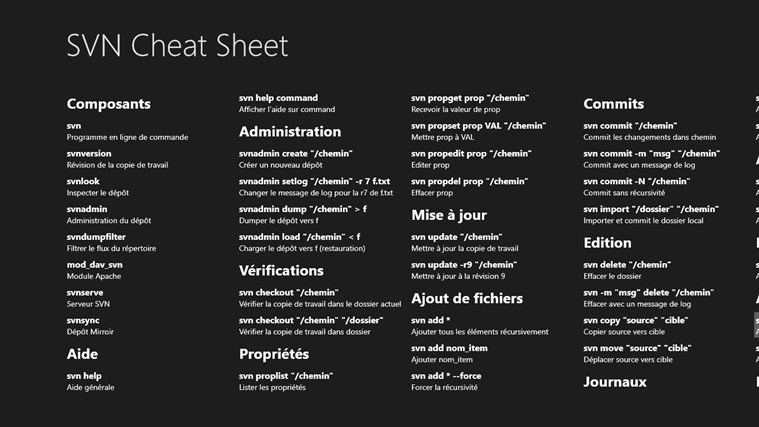 SVN Cheat Sheet
Composants
svn
Programme en ligne de commande
svnversion
Révision de la copie de travail
svnlook
Inspecter le dépôt
svnadmin
Administration du dépôt
svndumpfilter
Filtrer le flux du répertoire
mod_dav_svn
Module Apache
svnserve
Serveur SVN
svnsync
Dépôt Mirroir
Aide
svn help
Aide générale
svn help command
Afficher l'aide sur command
Administration
svnadmin create "/chemin"
Créer un nouveau dépôt
svnadmin setlog "/chemin" -r 7 f.txt
Changer le message de log pour la r7 de f.txt
svnadmin dump "/chemin" > f
Dumper le dépôt vers f
svnadmin load "/chemin" < f
Charger le dépôt vers f (restauration)
Vérifications
svn checkout "/chemin"
Vérifier la copie de travail dans le dossier actuel
svn checkout "/chemin" "/dossier"
Vérifier la copie de travail dans dossier
Propriétés
svn proplist "/chemin"
Lister les propriétés
svn propget prop "/chemin"
Recevoir la valeur de prop
svn propset prop VAL "/chemin"
Mettre prop à VAL
svn propedit prop "/chemin"
Editer prop
svn propdel prop "/chemin"
Effacer prop
Mise à jour
svn update "/chemin"
Mettre à jour la copie de travail
svn update -r9 "/chemin"
Mettre à jour à la révision 9
Ajout de fichiers
svn add *
Ajouter tous les éléments récursivement
svn add nom_item
Ajouter nom_item
svn add * --force
Forcer la récursivité
Commits
svn commit "/chemin"
Commit les changements dans chemin
svn commit -m "msg" "/chemin"
Commit avec un message de log
svn commit -N "/chemin"
Commit sans récursivité
svn import "/dossier" "/chemin"
Importer et commit le dossier local
Edition
svn delete "/chemin"
Effacer le dossier
svn -m "msg" delete "/chemin"
Effacer avec un message de log
svn copy "source" "cible"
Copier source vers cible
svn move "source" "cible"
Déplacer source vers cible
Journaux